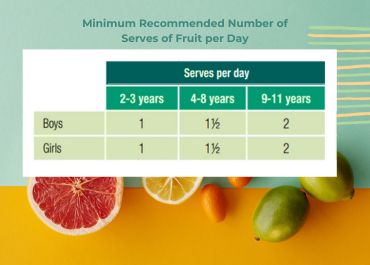 Minimum Recommended Number of
Serves of Fruit per Day
Serves per day
2-3 years 4-8 years 9-11 years
Boys 1 1½ 2
Girls 1 1½ 2